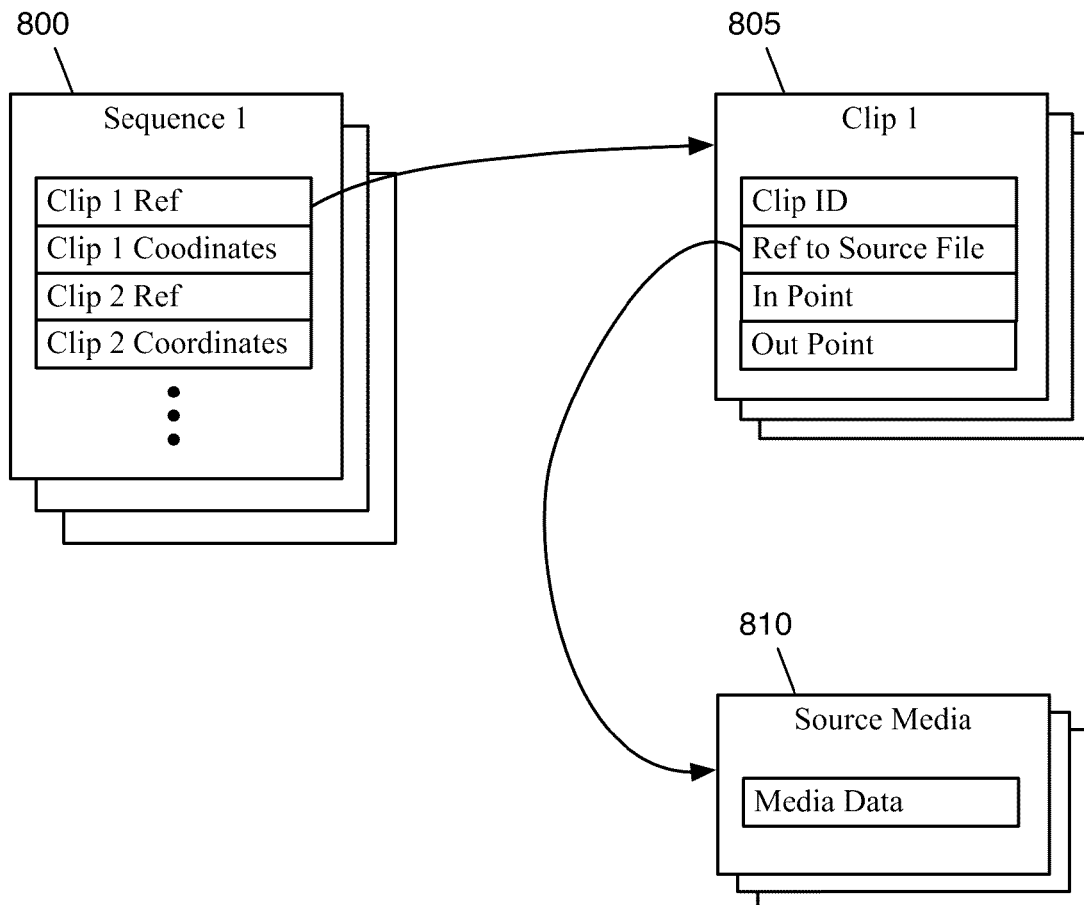 800
Sequence 1
Clip 1 Ref
Clip 1 Coodinates
Clip 2 Ref
Clip 2 Coordinates
805
Clip 1
Clip ID
Ref to Source File
In Point
Out Point
810
Source Media
Media Data